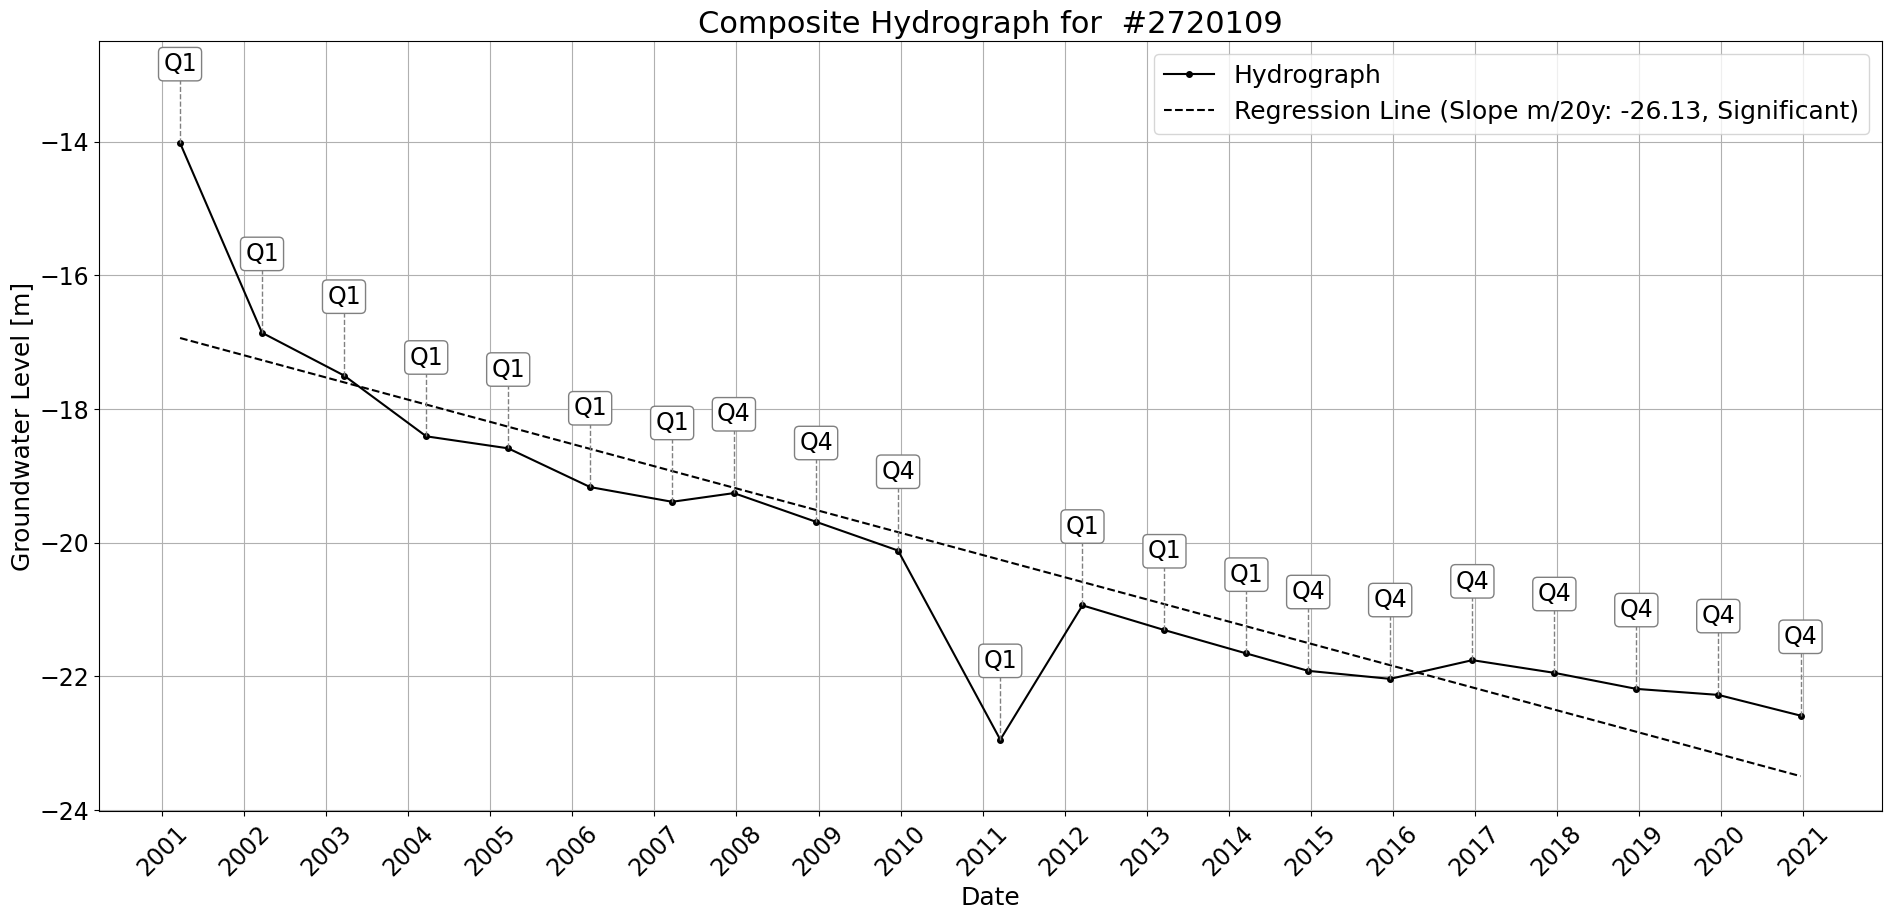 Composite Hydrograph for  #2720109
Hydrograph
Regression Line (Slope m/20y: -26.13, Significant)
Groundwater Level [m]
−14
−16
−18
−20
−22
−24
Q1
Q1
Q1
Q1
Q1
Q1
Q1
Q4
Q4
Q4
Q1
Q1
Q1
Q1
Q4
Q4
Q4
Q4
Q4
Q4
Q4
2001
2002
2003
2004
2005
2006
2007
2008
2009
2010
2011
2012
2013
2014
2015
2016
2017
2018
2019
2020
2021
Date